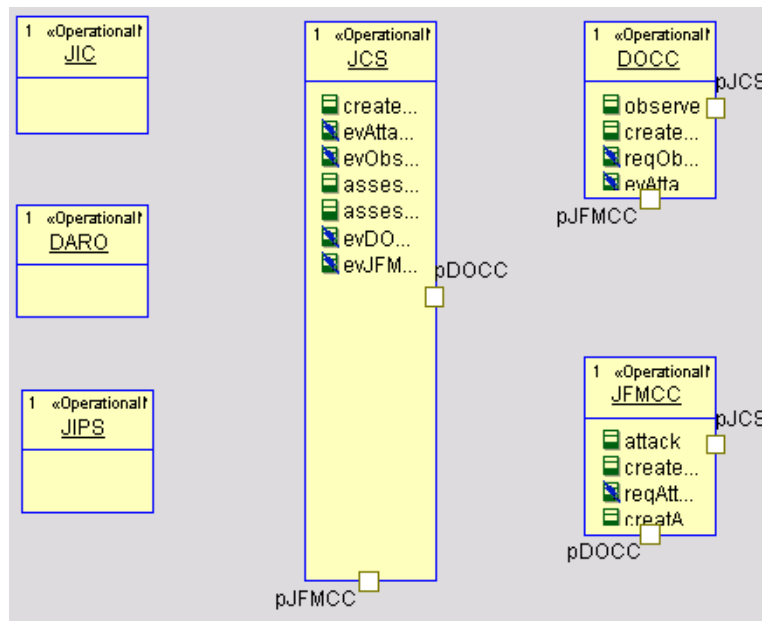 1 «Operational
JIC
1 «Operational
DARO
1 «Operational
JIPS
1 «Operational
JCS
create...
evAtta...
evObs...
asses...
asses...
evDO...
evJFM...
pDOCC
pJFMCC
1 «Operational
DOCC
observe
create...
reqOb...
evAtta
pJCS
pJFMCC
1 «Operational
JFMCC
attack
create...
reqAtt...
creatA
pJCS
pDOCC